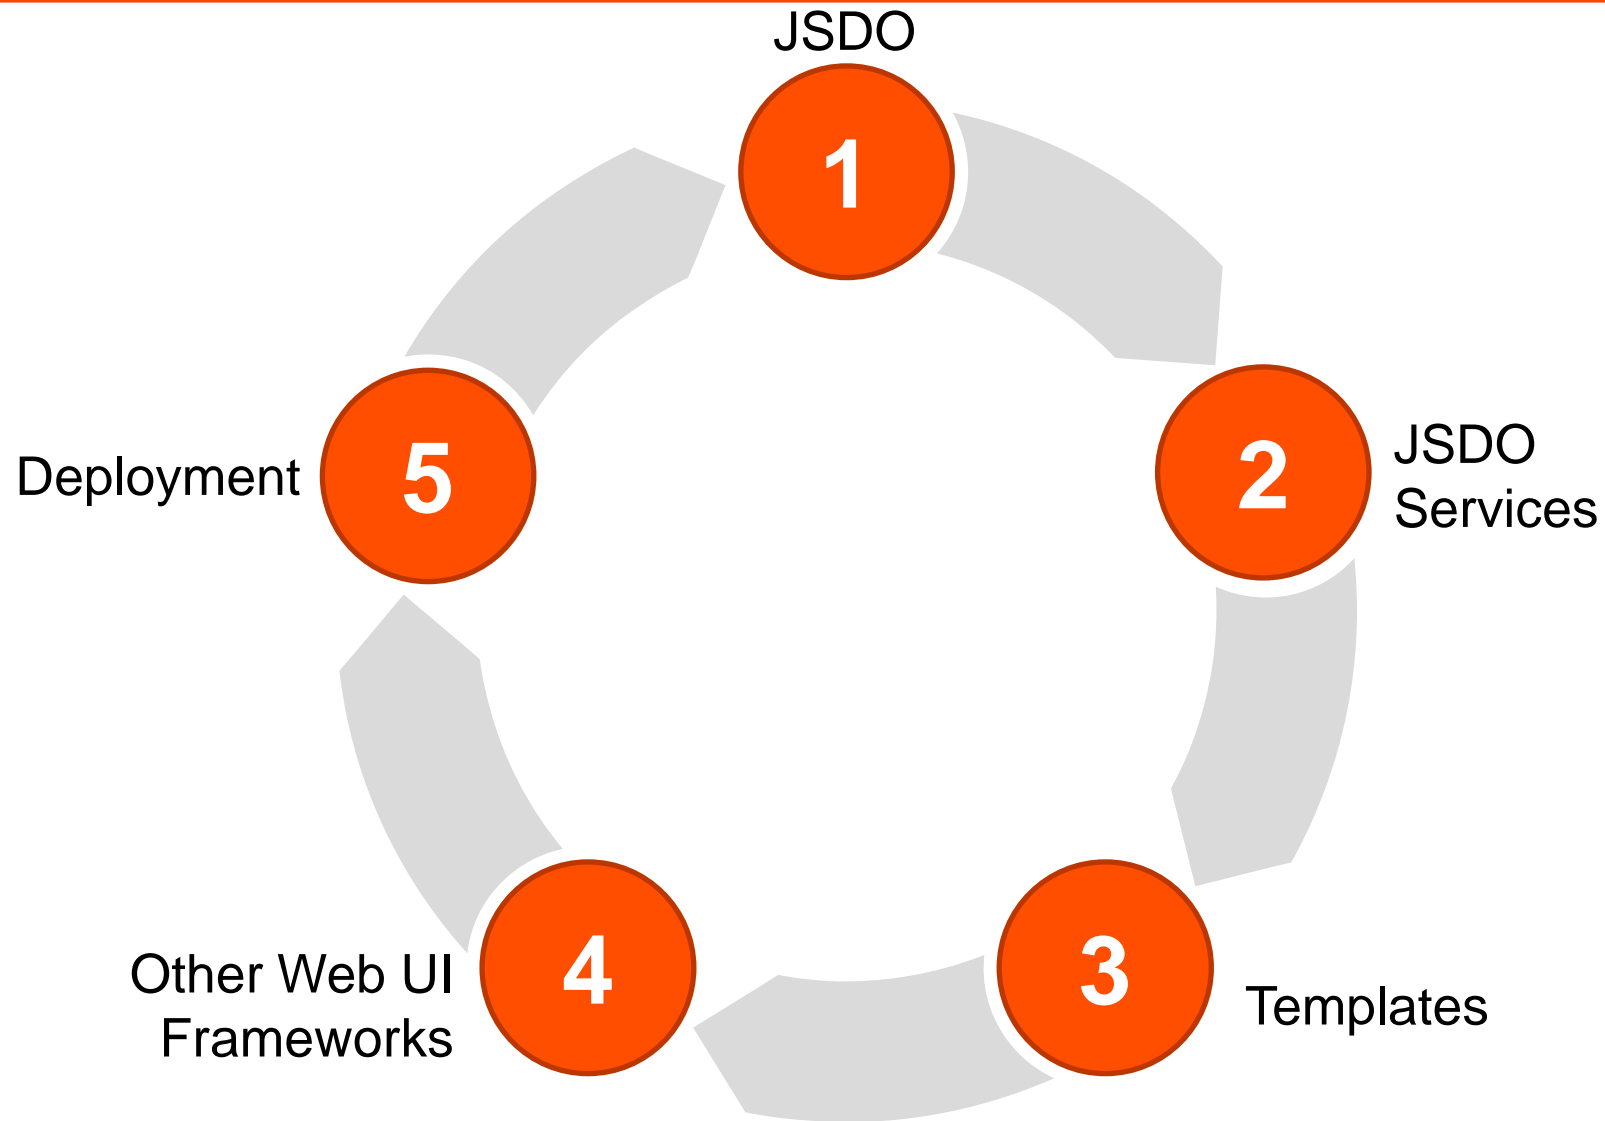 JSDO
1
2
JSDO
Services
3
Templates
4
Other Web UI
Frameworks
5
Deployment